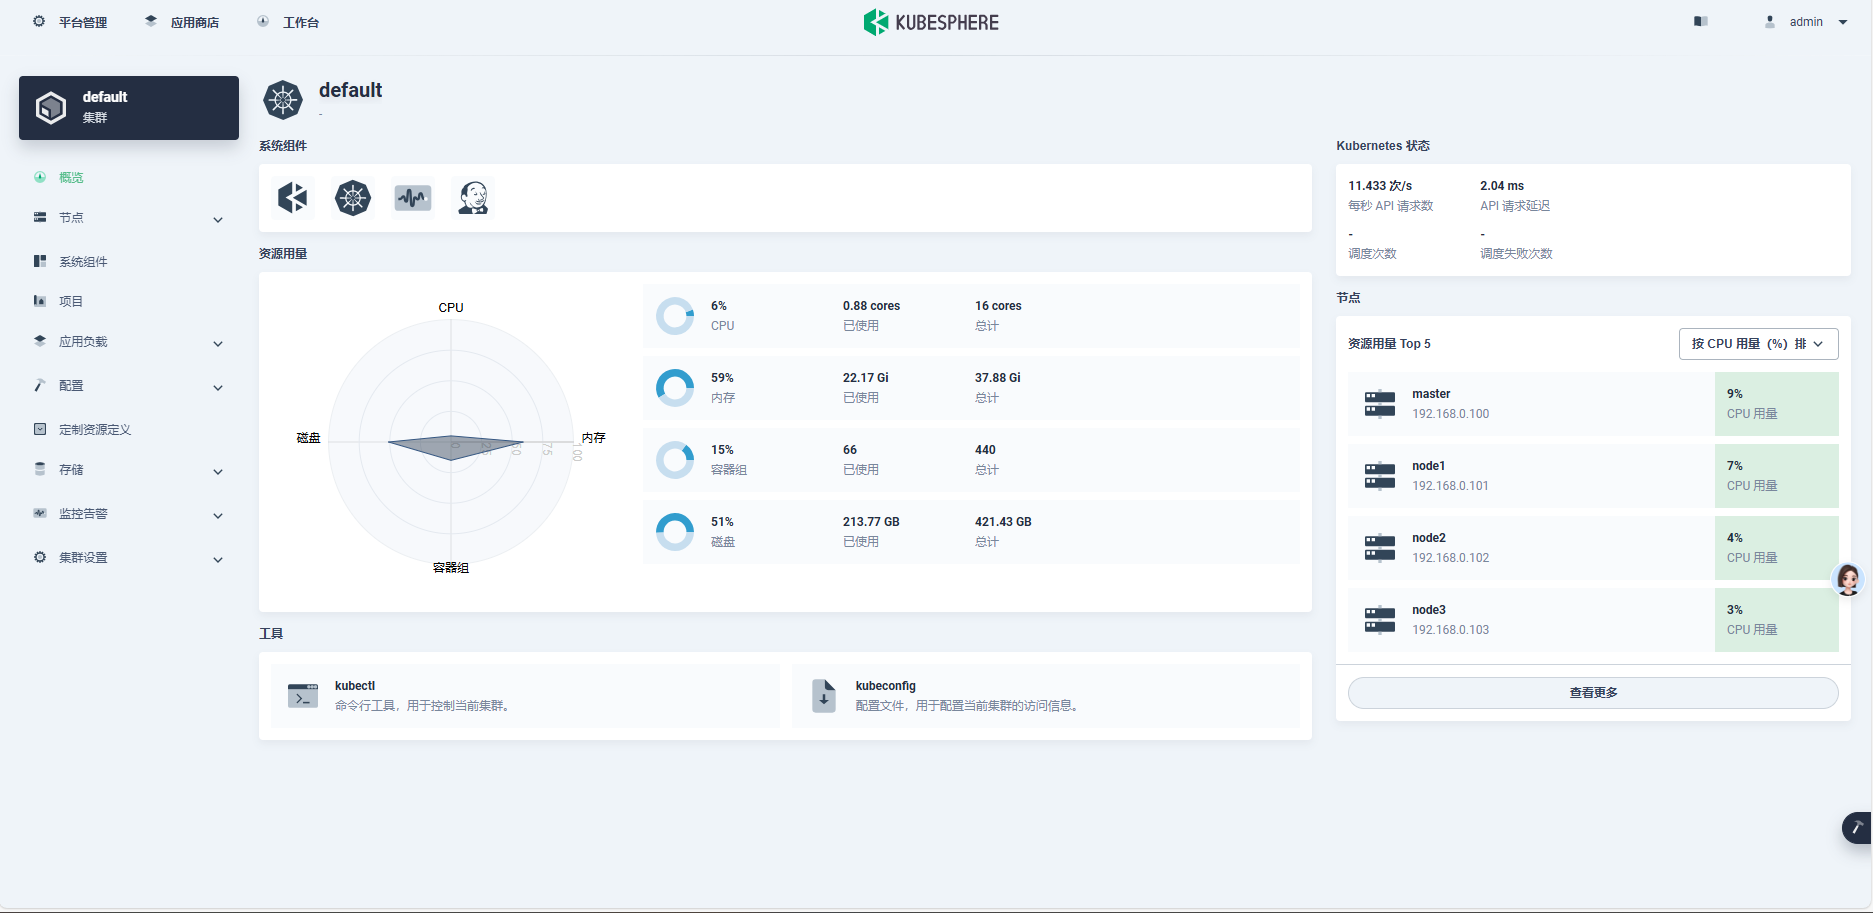 平台管理
应用商店
工作台
KUBESPHERE
admin
default
集群
概览
节点
系统组件
项目
应用负载
配置
定制资源定义
存储
监控告警
集群设置
default
-
系统组件
资源用量
CPU
内存
容器组
磁盘
0
25
50
75
100
6%
CPU
0.88 cores
已使用
16 cores
总计
59%
内存
22.17 Gi
已使用
37.88 Gi
总计
15%
容器组
66
已使用
440
总计
51%
磁盘
213.77 GB
已使用
421.43 GB
总计
工具
kubectl
命令行工具，用于控制当前集群。
kubeconfig
配置文件，用于配置当前集群的访问信息。
Kubernetes 状态
11.433 次/s
每秒 API 请求数
2.04 ms
API 请求延迟
-
调度次数
-
调度失败次数
节点
资源用量 Top 5
按 CPU 用量（%）排
master
192.168.0.100
9%
CPU 用量
node1
192.168.0.101
7%
CPU 用量
node2
192.168.0.102
4%
CPU 用量
node3
192.168.0.103
3%
CPU 用量
查看更多